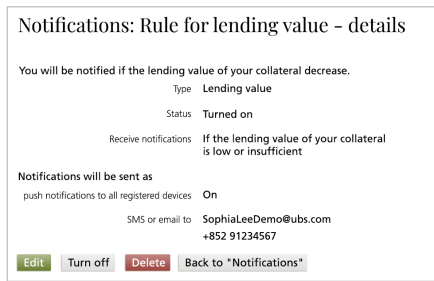 Notifications: Rule for lending value - details
You will be notified if the lending value of your collateral decrease.
Type Lending value
Status Turned on
Receive notifications If the lending value of your collateral
is low or insufficient
Notifications will be sent as
push notifications to all registered devices On
SMS or email to SophiaLeeDemo@ubs.com
+852 91234567
Edit Turn off Delete Back to "Notifications"